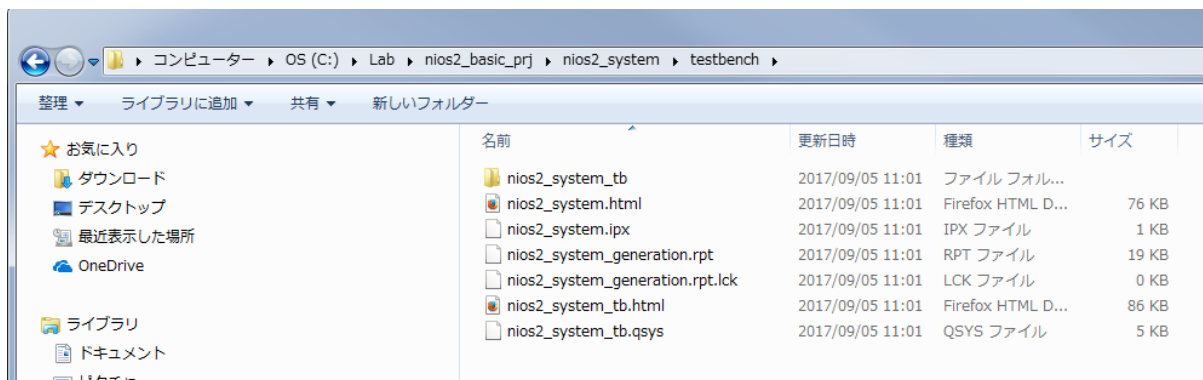 コンピューター OS (C:) Lab nios2_basic_prj nios2_system testbench
整理 ライブラリに追加 共有 新しいフォルダー
お気に入り
ダウンロード
デスクトップ
最近表示した場所
OneDrive
ライブラリ
ドキュメント
名前 更新日時 種類 サイズ
nios2_system_tb 2017/09/05 11:01 ファイル フォル...
nios2_system.html 2017/09/05 11:01 Firefox HTML D... 76 KB
nios2_system.ipx 2017/09/05 11:01 IPX ファイル 1 KB
nios2_system_generation.rpt 2017/09/05 11:01 RPT ファイル 19 KB
nios2_system_generation.rpt.lck 2017/09/05 11:01 LCK ファイル 0 KB
nios2_system_tb.html 2017/09/05 11:01 Firefox HTML D... 86 KB
nios2_system_tb.qsys 2017/09/05 11:01 QSYS ファイル 5 KB